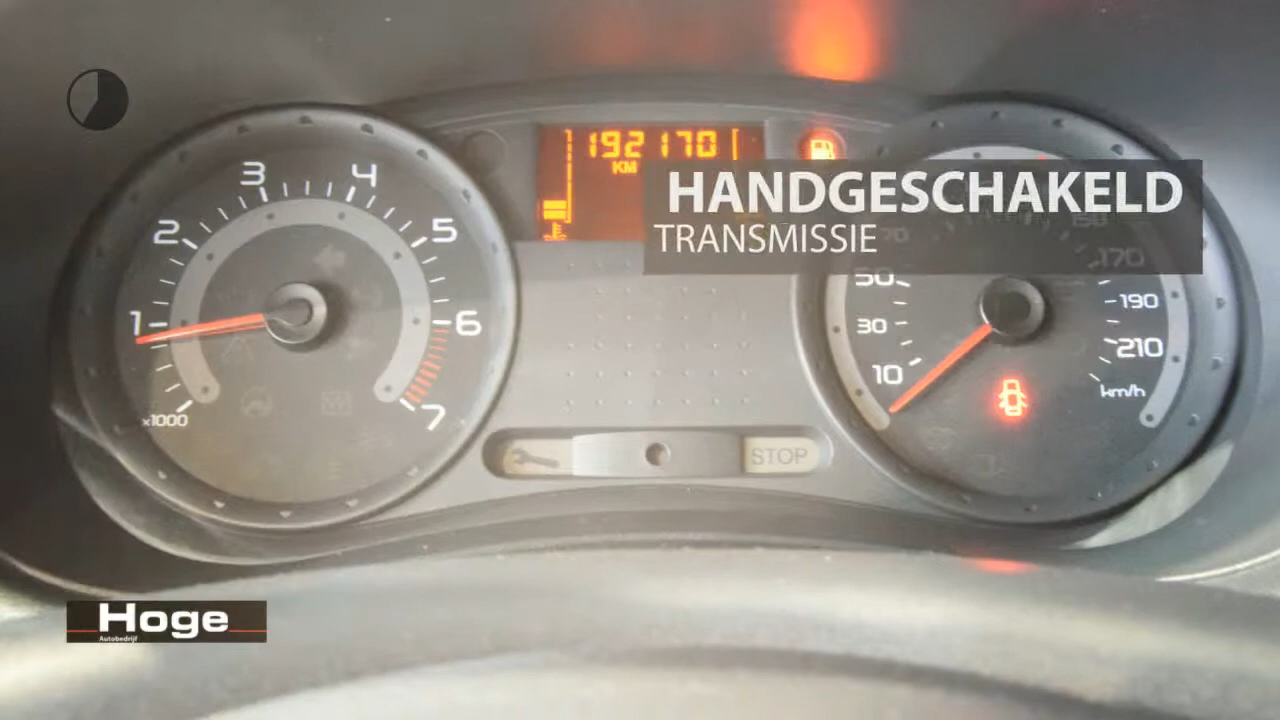 192170
KM
HANDGESCHAKELD
TRANSMISSIE
1
2
3
4
5
6
7
x1000
10
30
50
170
190
210
km/h
STOP
Hoge
Autobedrijf